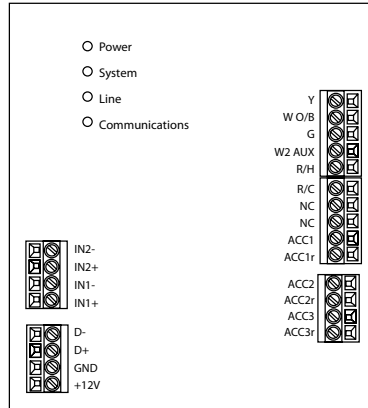 Power
System
Line
Communications
Y
W O/B
G
W2 AUX
R/H
R/C
NC
NC
ACC1
ACC1r
ACC2
ACC2r
ACC3
ACC3r
IN2-
IN2+
IN1-
IN1+
D-
D+
GND
+12V